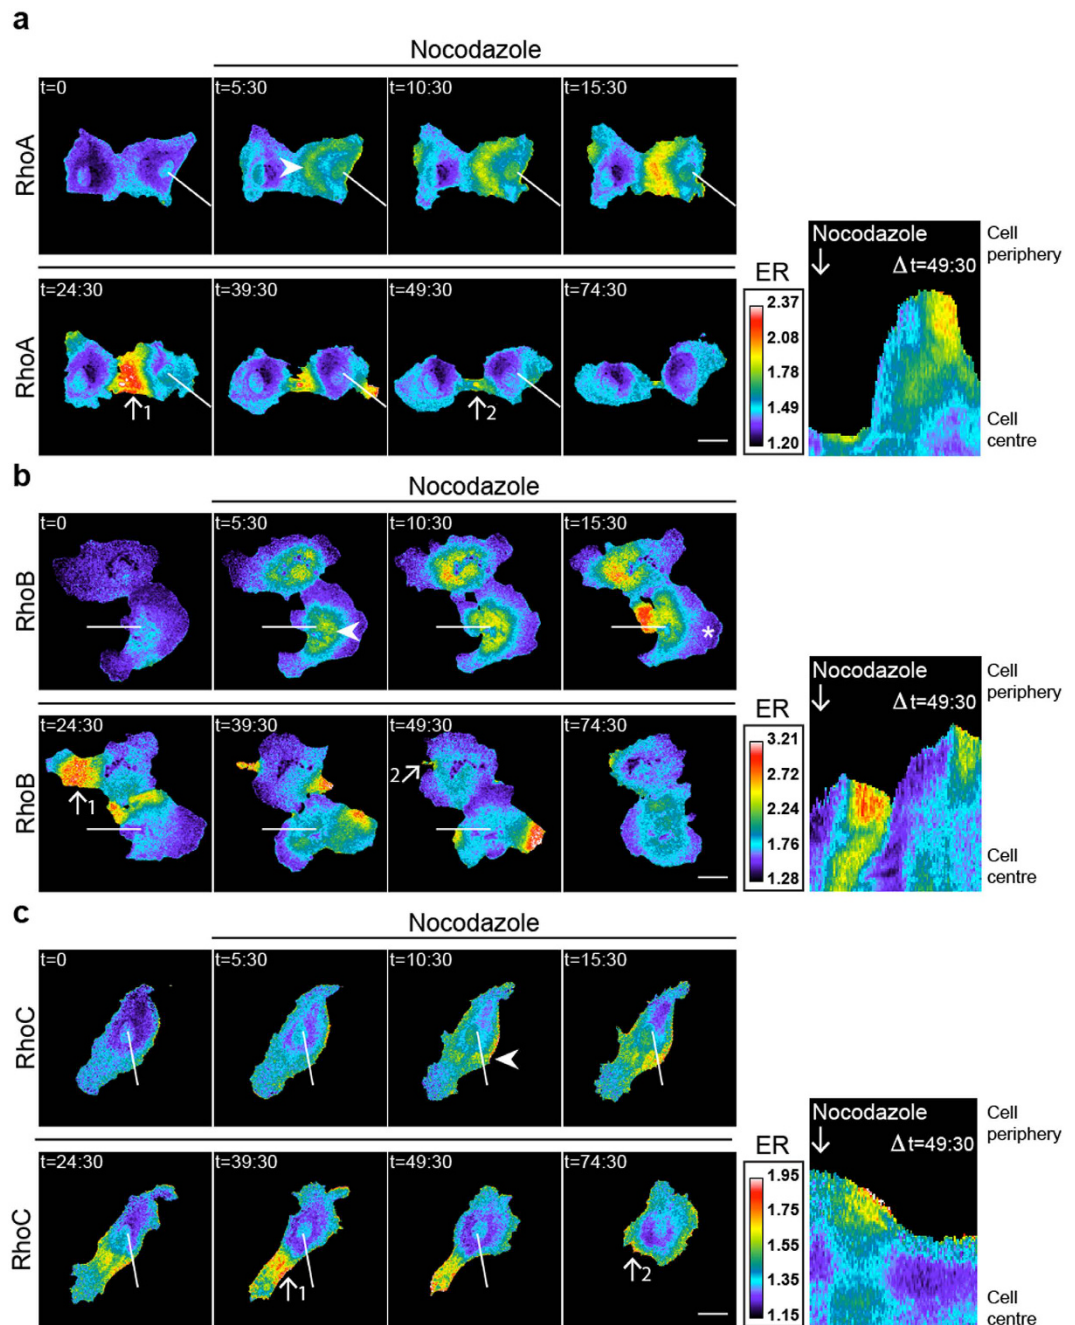 a
Nocodazole
RhoA
t=0
t=5:30
t=10:30
t=15:30
RhoA
t=24:30
t=39:30
t=49:30
t=74:30
1
2
ER
2.37
2.08
1.78
1.49
1.20
Nocodazole
Δ t=49:30
Cell
periphery
Cell
centre
b
Nocodazole
RhoB
t=0
t=5:30
t=10:30
t=15:30
*
RhoB
t=24:30
t=39:30
t=49:30
t=74:30
1
2
ER
3.21
2.72
2.24
1.76
1.28
Nocodazole
Δ t=49:30
Cell
periphery
Cell
centre
c
Nocodazole
RhoC
t=0
t=5:30
t=10:30
t=15:30
RhoC
t=24:30
t=39:30
t=49:30
t=74:30
1
2
ER
1.95
1.75
1.55
1.35
1.15
Nocodazole
Δ t=49:30
Cell
periphery
Cell
centre